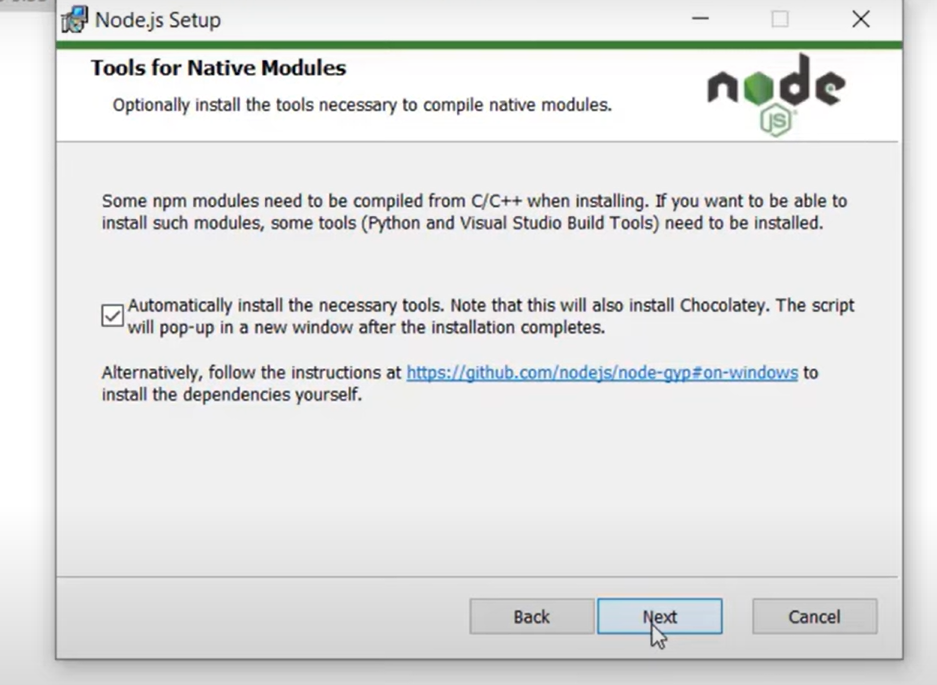 Node.js Setup
Tools for Native Modules
Optionally install the tools necessary to compile native modules.
node
JS
Some npm modules need to be compiled from C/C++ when installing. If you want to be able to
install such modules, some tools (Python and Visual Studio Build Tools) need to be installed.
Automatically install the necessary tools. Note that this will also install Chocolatey. The script
will pop-up in a new window after the installation completes.
Alternatively, follow the instructions at https://github.com/nodejs/node-gyp#on-windows to
install the dependencies yourself.
Back Next Cancel